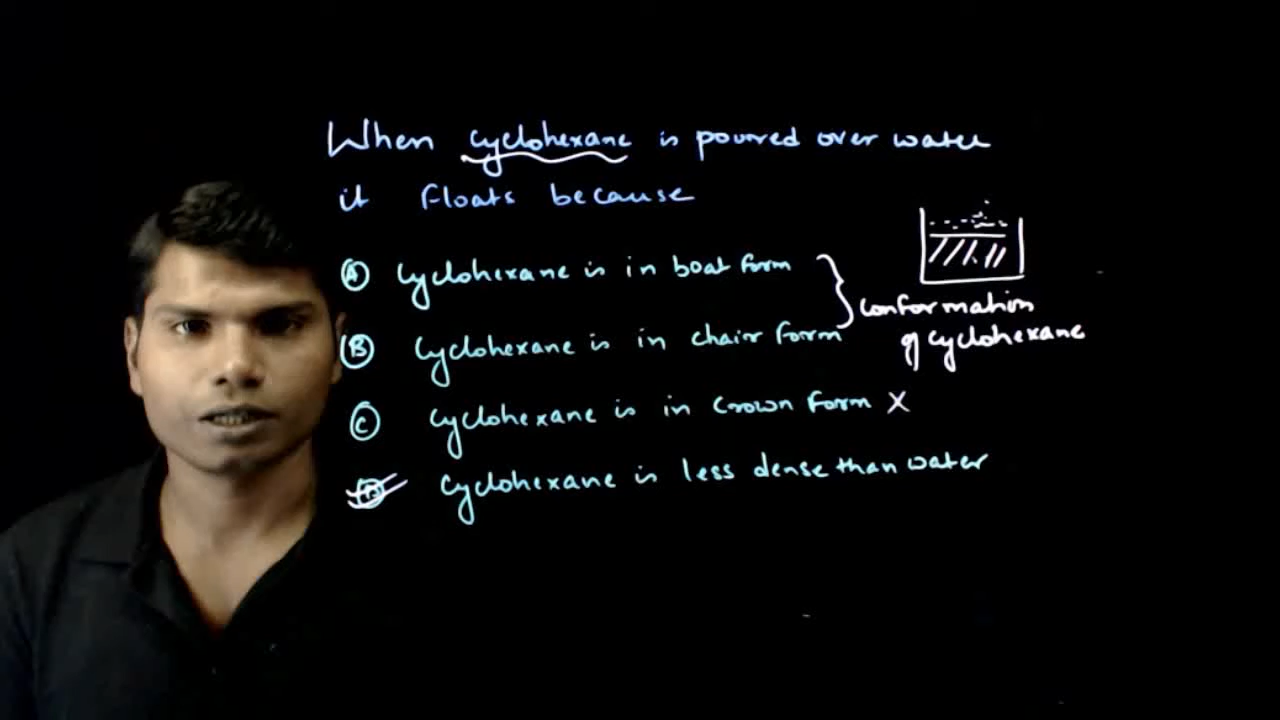 When cyclohexane is poured over water
it floats because
(A) Cyclohexane is in boat form
(B) Cyclohexane is in chair form
conformation
of cyclohexane
(C) Cyclohexane is in Crown form X
(D) Cyclohexane is less dense than water